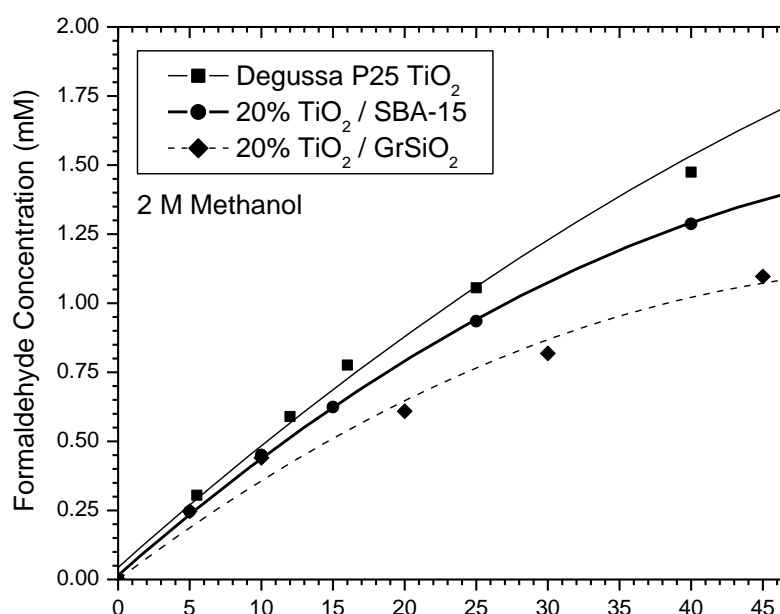 2.00
1.75
1.50
1.25
1.00
0.75
0.50
0.25
0.00
Formaldehyde Concentration (mM)
Degussa P25 TiO₂
20% TiO₂ / SBA-15
20% TiO₂ / GrSiO₂
2 M Methanol
0 5 10 15 20 25 30 35 40 45